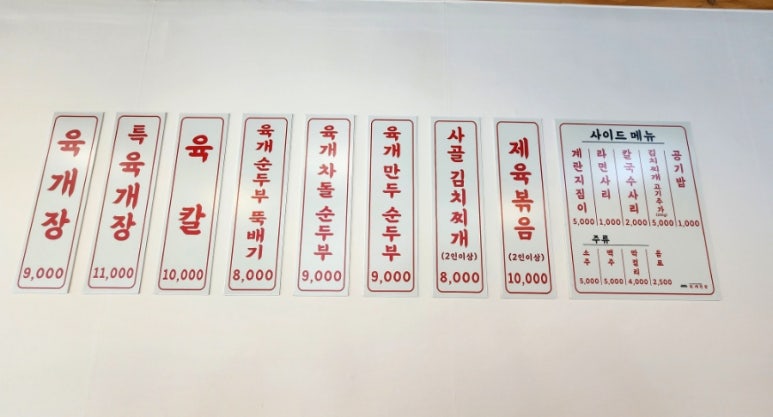 육개장
9,000
특육개장
11,000
육칼
10,000
육개순두부 뚝배기
8,000
육개차돌 순두부
9,000
육개만두 순두부
9,000
사골 김치찌개
(2인이상)
8,000
제육볶음
(2인이상)
10,000
사이드 메뉴
계란지짐이
5,000
라면사리
1,000
칼국수사리
2,000
김치찌개 고기추가
5,000
공기밥
1,000
주류
소주
5,000
맥주
5,000
막걸리
4,000
음료
2,500